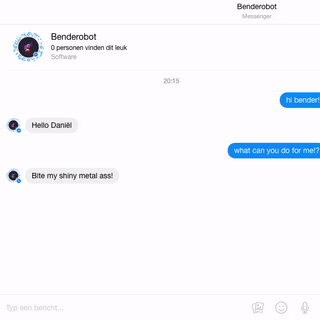 Benderobot
Messenger
Benderobot
0 personen vinden dit leuk
Software
20:15
hi bender!
Hello Daniël
what can you do for me!?
Bite my shiny metal ass!
Typ een bericht...